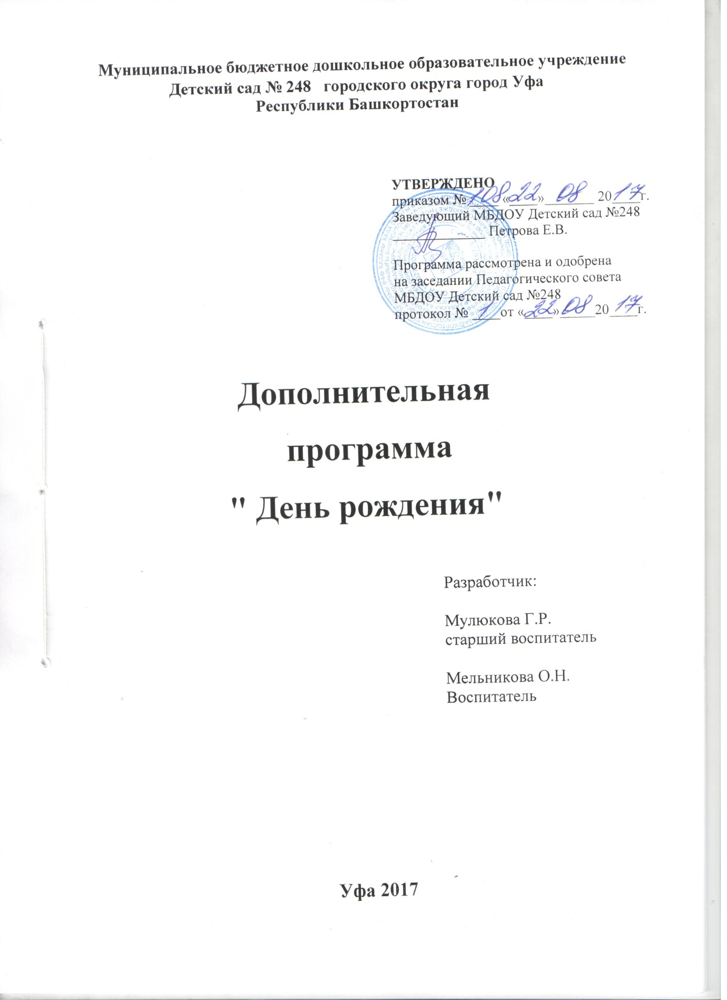 Муниципальное бюджетное дошкольное образовательное учреждение
Детский сад № 248 городского округа город Уфа
Республики Башкортостан
УТВЕРЖДЕНО
приказом № 108 «22» 08 2017г.
Заведующий МБДОУ Детский сад №248
______________ Петрова Е.В.
Программа рассмотрена и одобрена
на заседании Педагогического совета
МБДОУ Детский сад №248
протокол № 1 от «22» 08 2017г.
Дополнительная
программа
" День рождения"
Разработчик:
Мулюкова Г.Р.
старший воспитатель
Мельникова О.Н.
Воспитатель
Уфа 2017